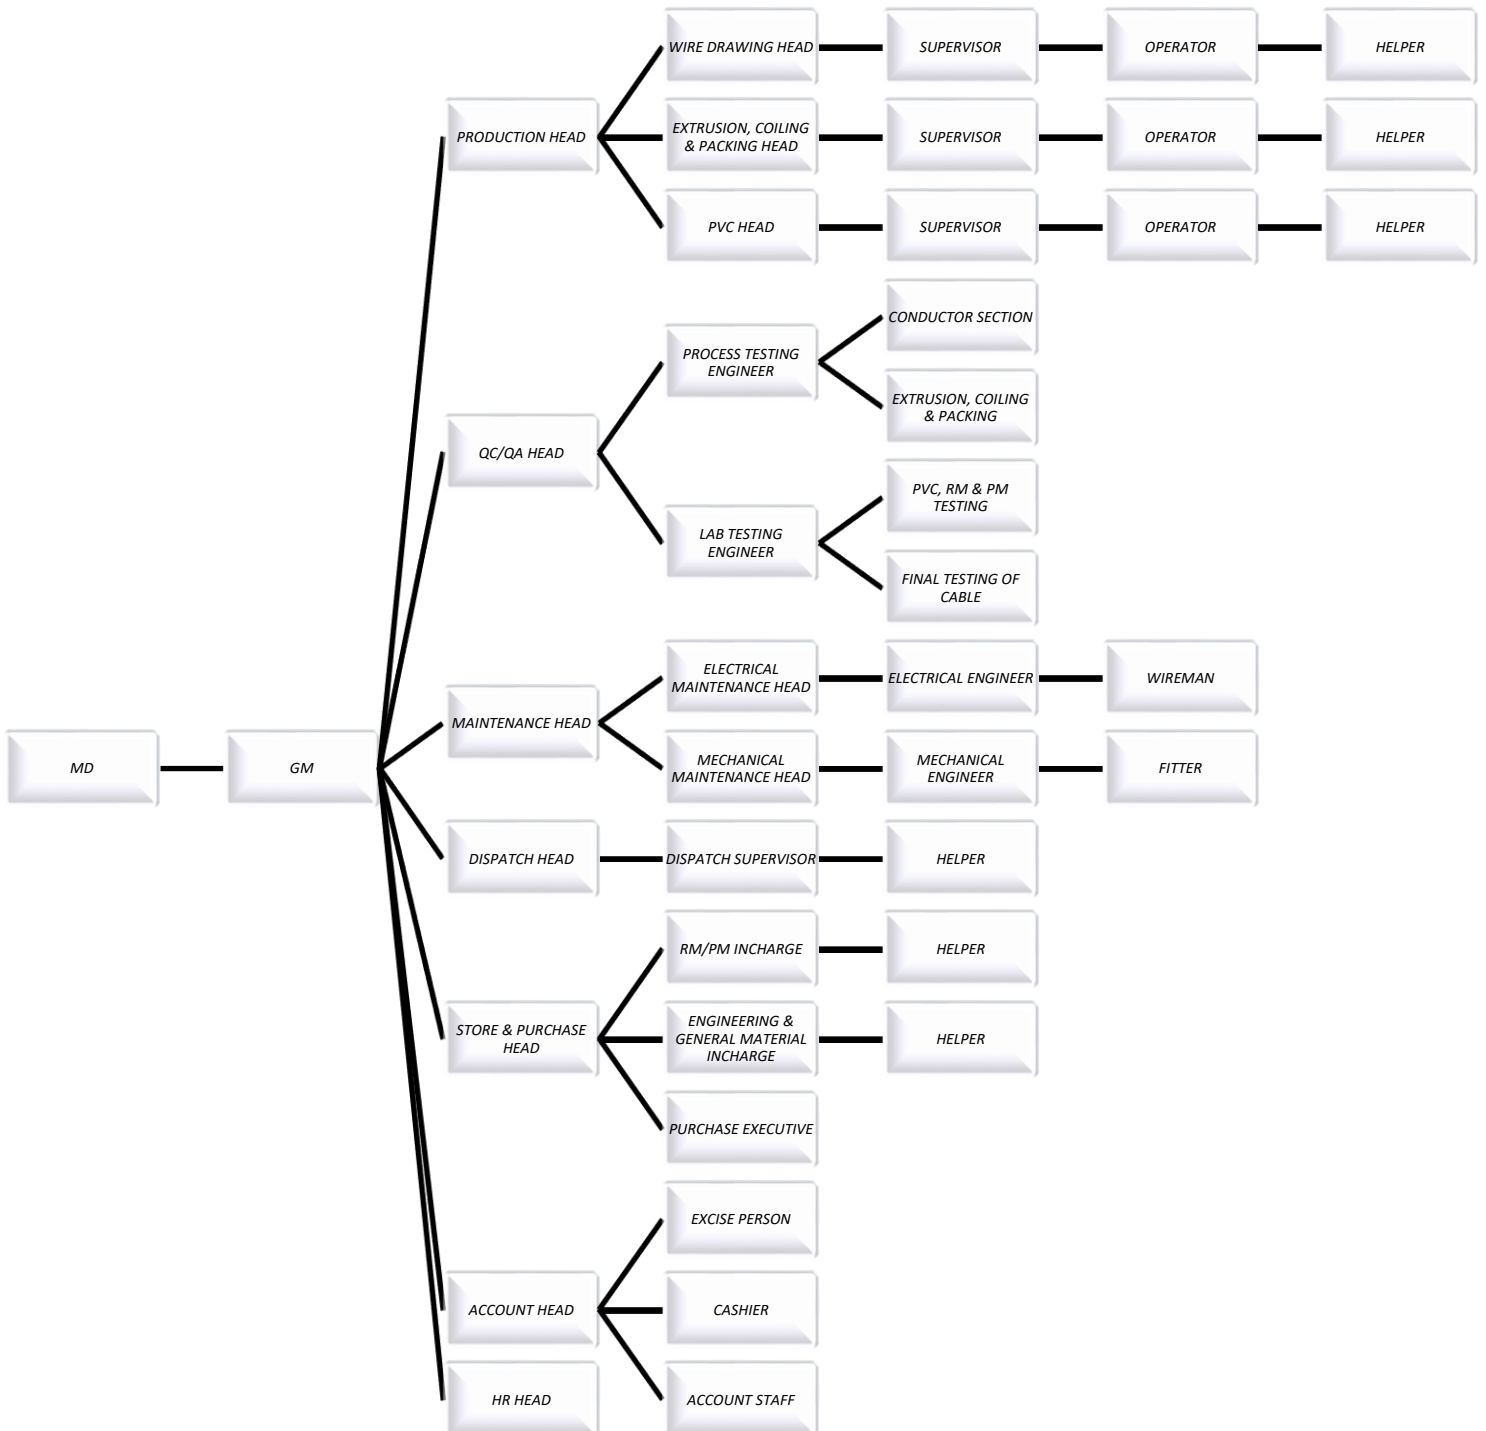 WIRE DRAWING HEAD
SUPERVISOR
OPERATOR
HELPER
PRODUCTION HEAD
EXTRUSION, COILING
& PACKING HEAD
SUPERVISOR
OPERATOR
HELPER
PVC HEAD
SUPERVISOR
OPERATOR
HELPER
CONDUCTOR SECTION
PROCESS TESTING
ENGINEER
EXTRUSION, COILING
& PACKING
QC/QA HEAD
PVC, RM & PM
TESTING
LAB TESTING
ENGINEER
FINAL TESTING OF
CABLE
ELECTRICAL
MAINTENANCE HEAD
ELECTRICAL ENGINEER
WIREMAN
MAINTENANCE HEAD
MD
GM
MECHANICAL
MAINTENANCE HEAD
MECHANICAL
ENGINEER
FITTER
DISPATCH HEAD
DISPATCH SUPERVISOR
HELPER
RM/PM INCHARGE
HELPER
STORE & PURCHASE
HEAD
ENGINEERING &
GENERAL MATERIAL
INCHARGE
HELPER
PURCHASE EXECUTIVE
EXCISE PERSON
ACCOUNT HEAD
CASHIER
HR HEAD
ACCOUNT STAFF